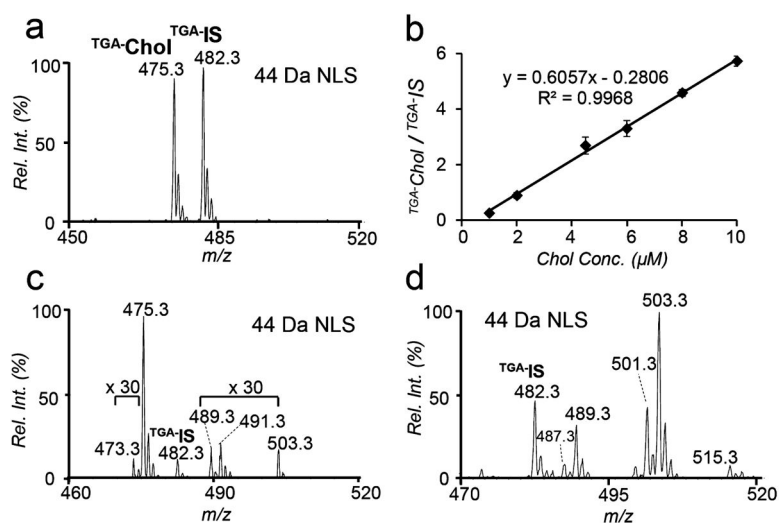 a
TGA-Chol TGA-IS
475.3 482.3
44 Da NLS
100
50
0
Rel. Int. (%)
450 485 520
m/z
b
y = 0.6057x - 0.2806
R² = 0.9968
6
4
2
0
TGA-Chol / TGA-IS
0 2 4 6 8 10
Chol Conc. (µM)
c
475.3
44 Da NLS
x 30 x 30
TGA-IS
473.3 482.3 489.3 491.3 503.3
100
50
0
Rel. Int. (%)
460 490 520
m/z
d
503.3
44 Da NLS
TGA-IS
482.3 487.3 489.3 501.3 515.3
100
50
0
Rel. Int. (%)
470 495 520
m/z